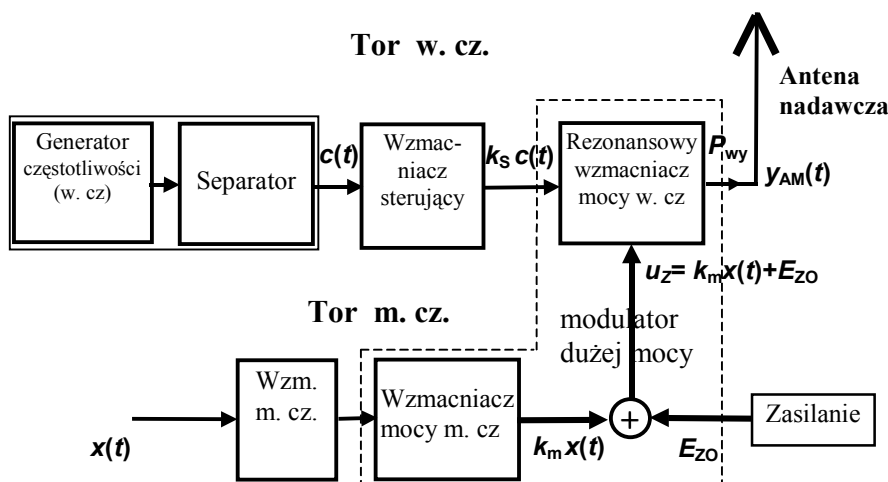 Tor w. cz.
Antena
nadawcza
Generator
częstotliwości
(w. cz)
Separator
c(t)
Wzmac-
niacz
sterujący
kS c(t)
Rezonansowy
wzmacniacz
mocy w. cz
Pwy
yAM(t)
uZ= kmx(t)+EZO
Tor m. cz.
modulator
dużej mocy
x(t)
Wzm.
m. cz.
Wzmacniacz
mocy m. cz
km x(t)
+
EZO
Zasilanie